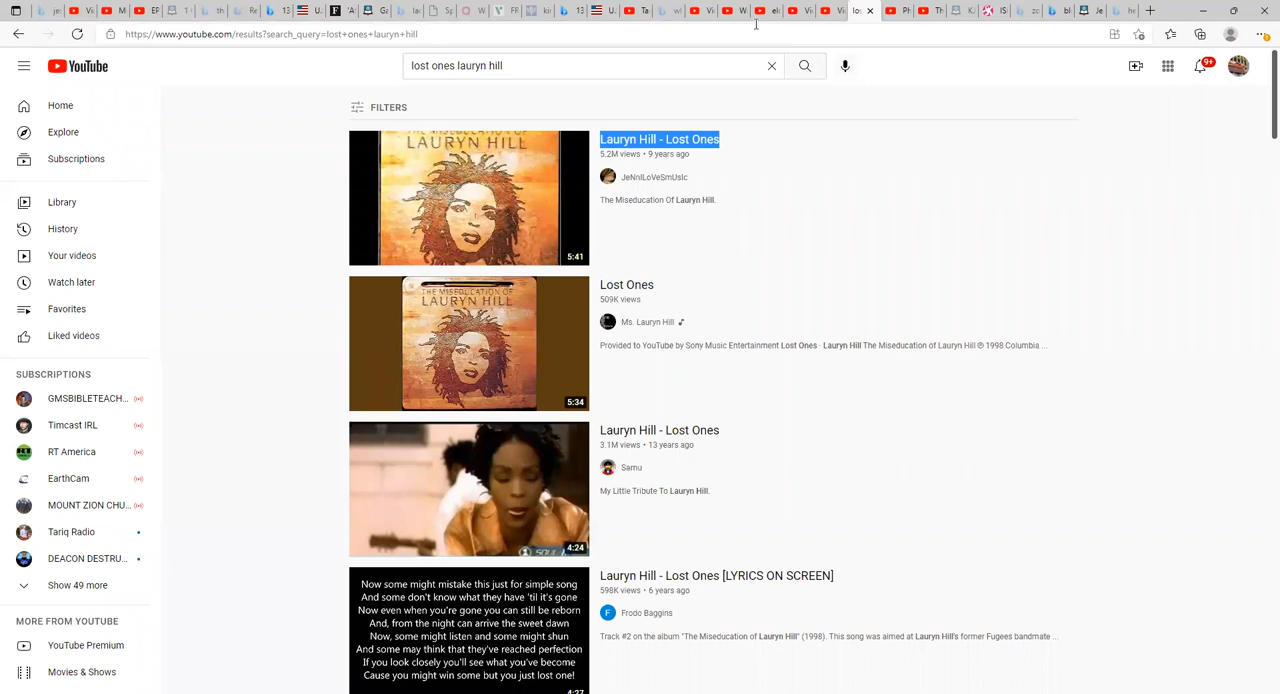 https://www.youtube.com/results?search_query=lost+ones+lauryn+hill
YouTube
lost ones lauryn hill
9+
Home
Explore
Subscriptions
Library
History
Your videos
Watch later
Favorites
Liked videos
SUBSCRIPTIONS
GMSBIBLETEACH...
Timcast IRL
RT America
EarthCam
MOUNT ZION CHU...
Tariq Radio
DEACON DESTRU...
Show 49 more
MORE FROM YOUTUBE
YouTube Premium
Movies & Shows
FILTERS
THE MISEDUCATION OF
LAURYN HILL
5:41
Lauryn Hill - Lost Ones
5.2M views • 9 years ago
JeNnILoVeSmUsIc
The Miseducation Of Lauryn Hill.
THE MISEDUCATION OF
LAURYN HILL
5:34
Lost Ones
509K views
Ms. Lauryn Hill
Provided to YouTube by Sony Music Entertainment Lost Ones · Lauryn Hill The Miseducation of Lauryn Hill ℗ 1998 Columbia ...
4:24
Lauryn Hill - Lost Ones
3.1M views • 13 years ago
Samu
My Little Tribute To Lauryn Hill.
Now some might mistake this just for simple song
And some don't know what they have 'til it's gone
Now even when you're gone you can still be reborn
And, from the night can arrive the sweet dawn
Now, some might listen and some might shun
And some may think that they've reached perfection
If you look closely you'll see what you've become
Cause you might win some but you just lost one!
4:27
Lauryn Hill - Lost Ones [LYRICS ON SCREEN]
598K views • 6 years ago
F
Frodo Baggins
Track #2 on the album "The Miseducation of Lauryn Hill" (1998). This song was aimed at Lauryn Hill's former Fugees bandmate ...